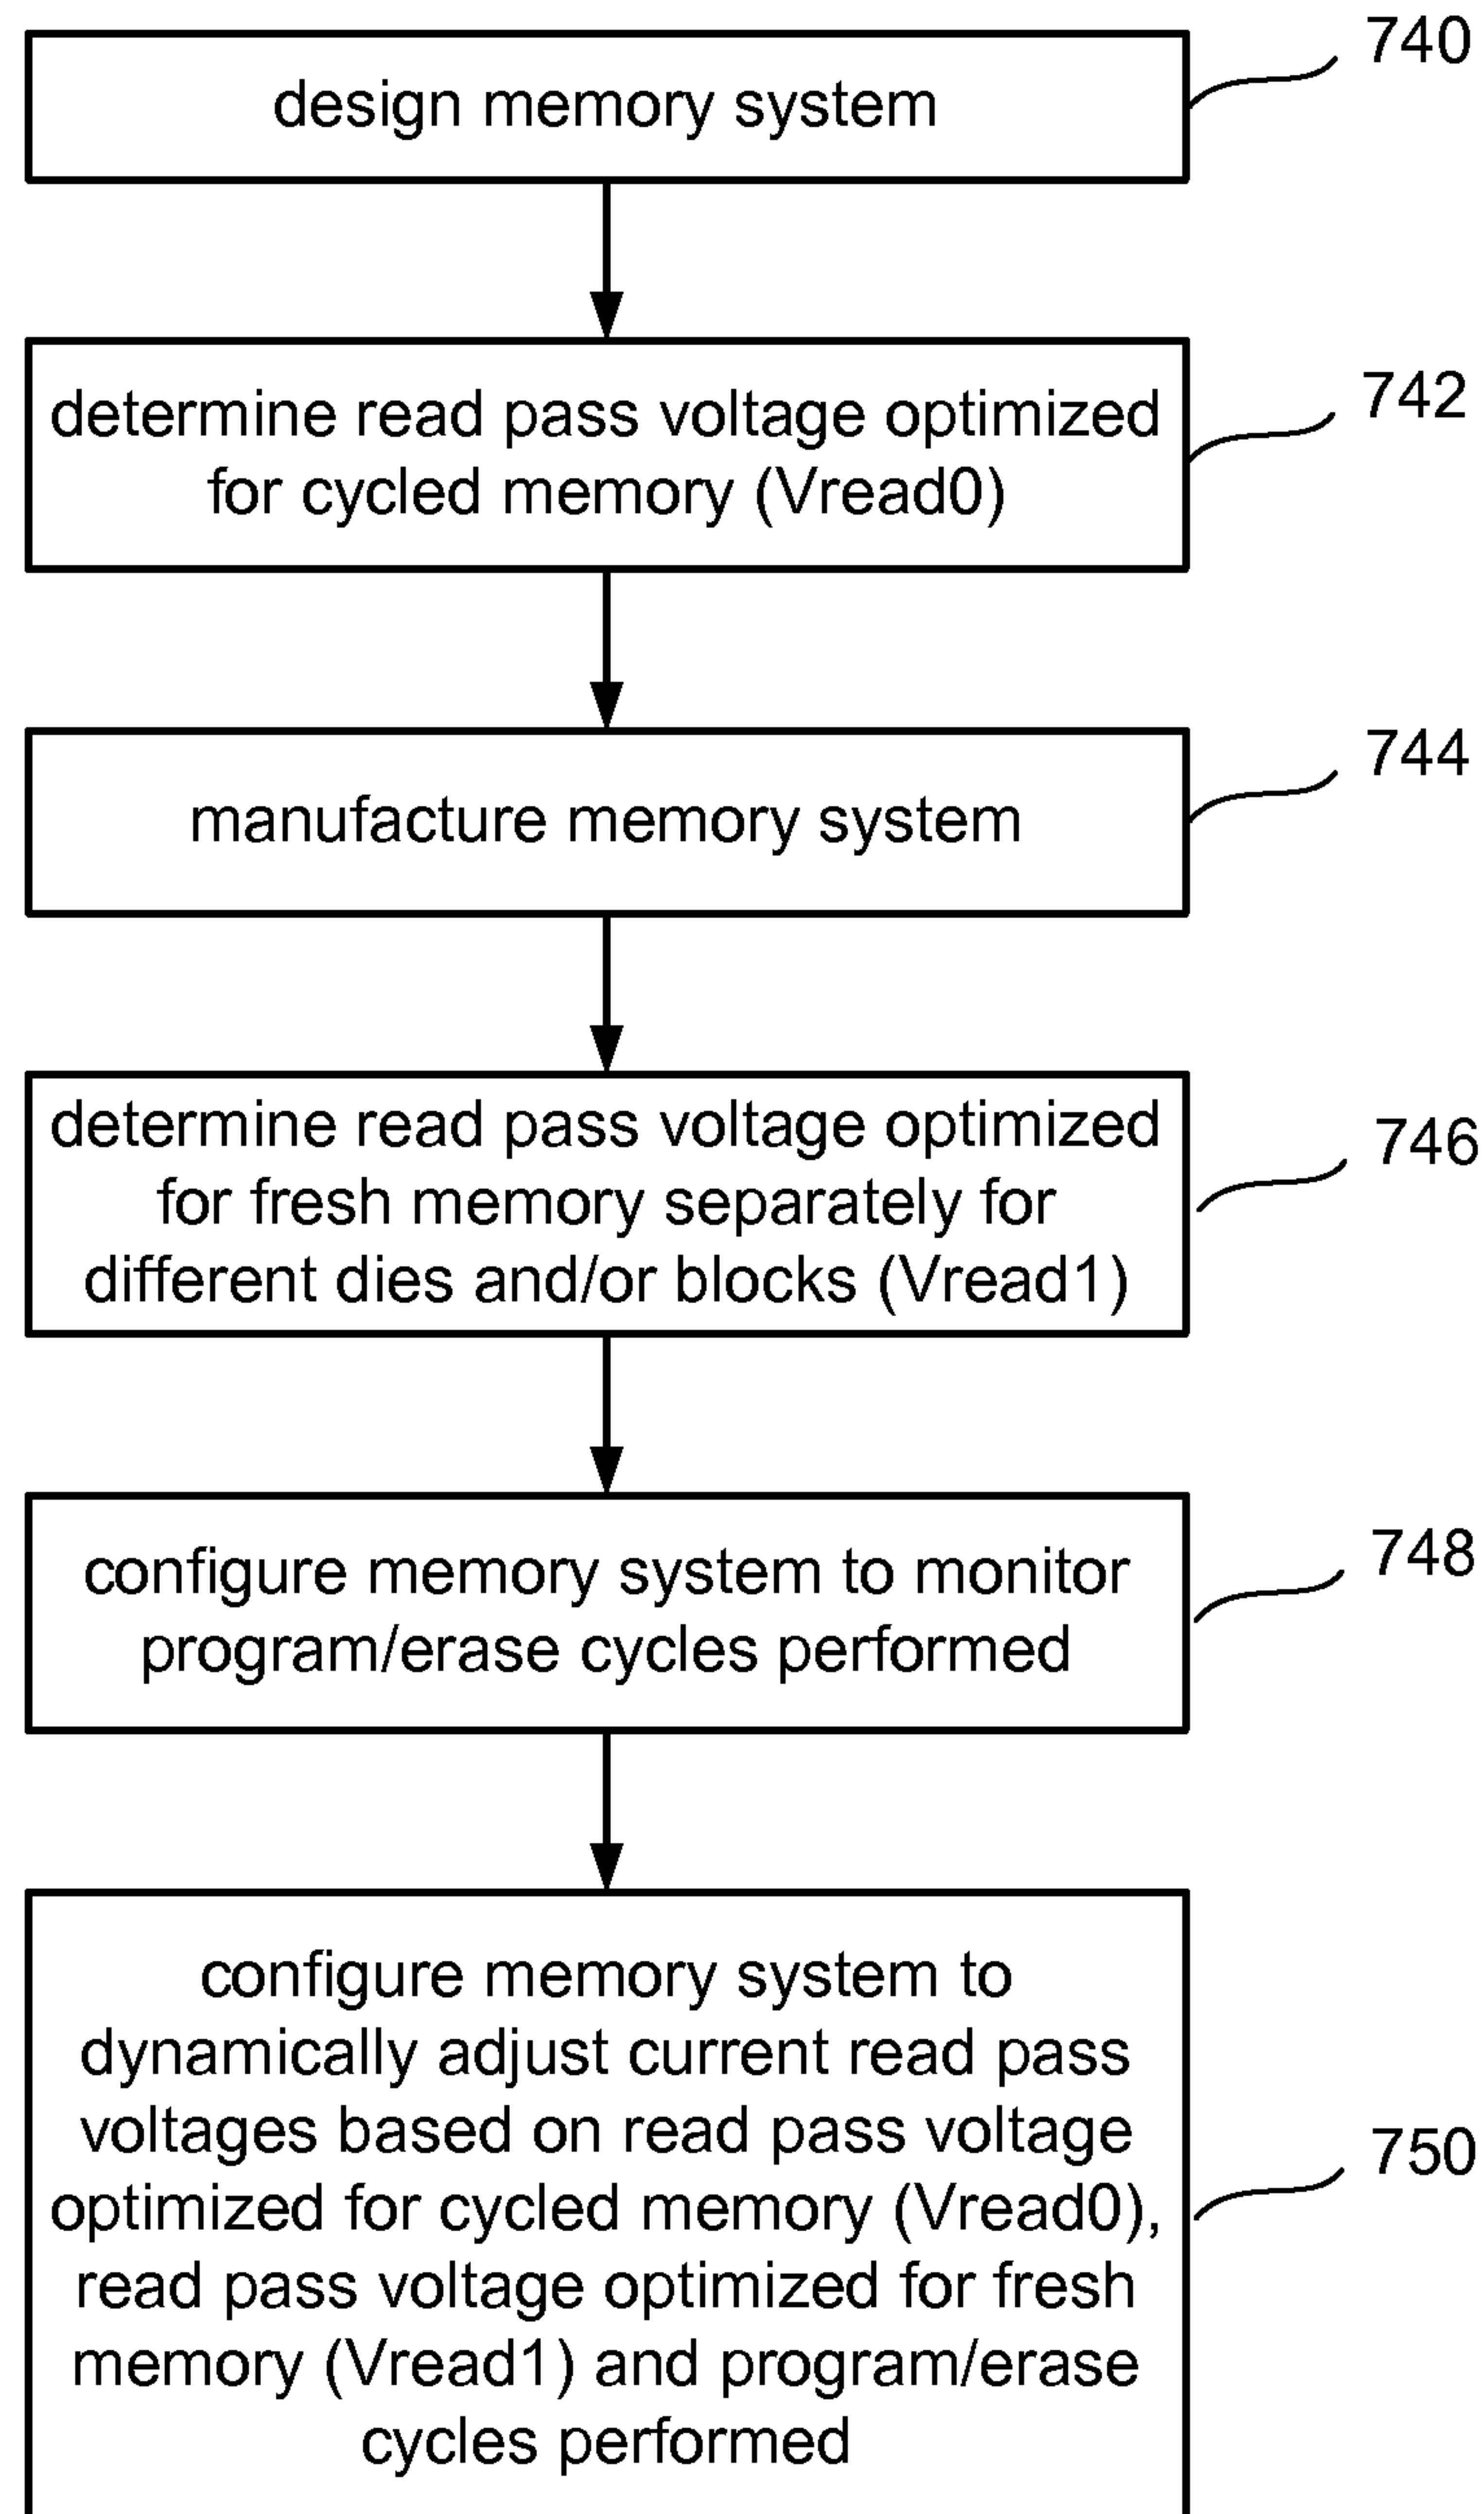 740
design memory system
742
determine read pass voltage optimized
for cycled memory (Vread0)
744
manufacture memory system
746
determine read pass voltage optimized
for fresh memory separately for
different dies and/or blocks (Vread1)
748
configure memory system to monitor
program/erase cycles performed
750
configure memory system to
dynamically adjust current read pass
voltages based on read pass voltage
optimized for cycled memory (Vread0),
read pass voltage optimized for fresh
memory (Vread1) and program/erase
cycles performed